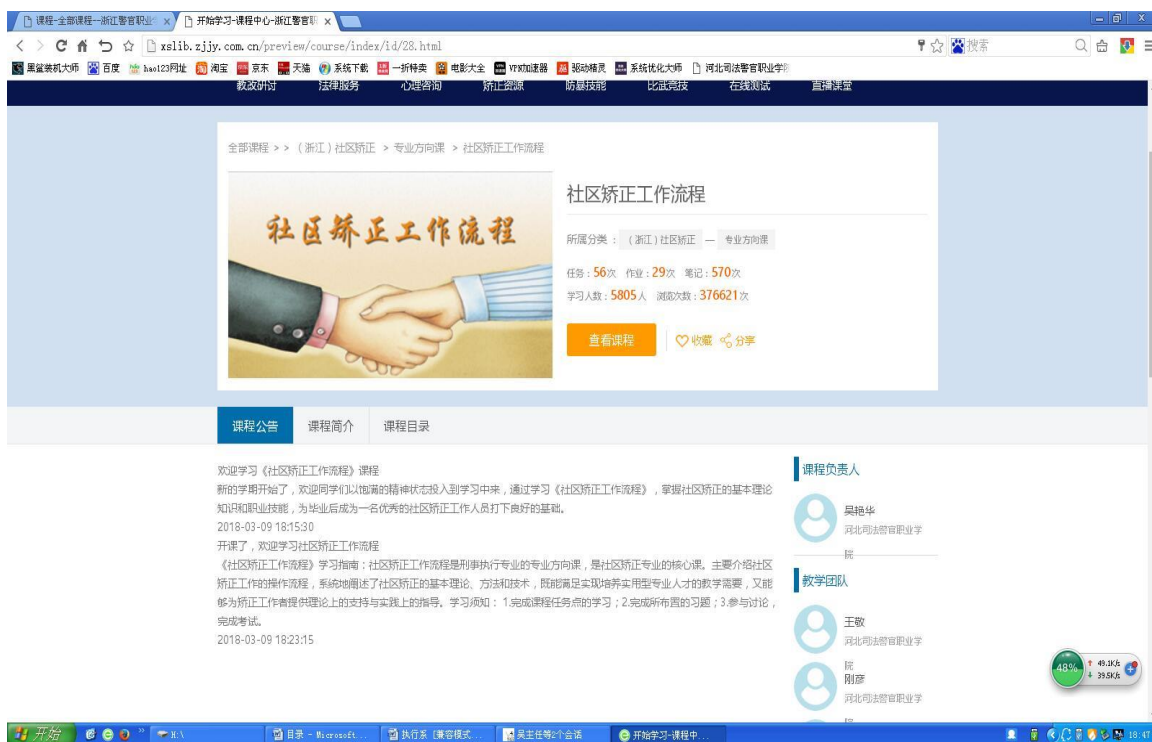 课程-全部课程--浙江警官职业 × 开始学习-课程中心-浙江警官职 ×
xslib.zjjy.com.cn/preview/course/index/id/28.html 搜索
黑鲨装机大师 百度 hao123网址 淘宝 京东 天猫 系统下载 一折特卖 电影大全 YPK加速器 驱动精灵 系统优化大师 河北司法警官职业学
教改研讨 法律服务 心理咨询 矫正资源 防暴技能 比武竞技 在线测试 直播课堂
全部课程 > > (浙江)社区矫正 > 专业方向课 > 社区矫正工作流程
社区矫正工作流程
社区矫正工作流程
所属分类 : (浙江)社区矫正 — 专业方向课
任务 : 56次 作业 : 29次 笔记 : 570次
学习人数 : 5805人 浏览次数 : 376621次
查看课程 收藏 分享
课程公告 课程简介 课程目录
欢迎学习《社区矫正工作流程》课程
新的学期开始了,欢迎同学们以饱满的精神状态投入到学习中来,通过学习《社区矫正工作流程》,掌握社区矫正的基本理论
知识和职业技能,为毕业后成为一名优秀的社区矫正工作人员打下良好的基础。
2018-03-09 18:15:30
开课了,欢迎学习社区矫正工作流程
《社区矫正工作流程》学习指南:社区矫正工作流程是刑事执行专业的专业方向课,是社区矫正专业的核心课。主要介绍社区
矫正工作的操作流程,系统地阐述了社区矫正的基本理论、方法和技术,既能满足实现培养实用型专业人才的教学需要,又能
够为矫正工作者提供理论上的支持与实践上的指导。学习须知: 1.完成课程任务点的学习;2.完成所布置的习题;3.参与讨论,
完成考试。
2018-03-09 18:23:15
课程负责人
吴艳华
河北司法警官职业学
院
教学团队
王敬
河北司法警官职业学
院
刚彦
河北司法警官职业学
院
48% 49.1K/s
39.5K/s
开始 H:\ 目录 - Microsoft... 执行系 [兼容模式... 吴主任等2个会话 开始学习-课程中... 18:47